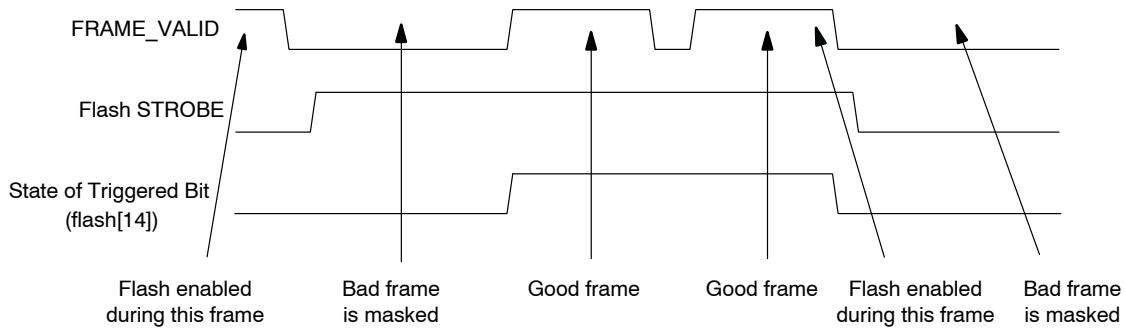 FRAME_VALID
Flash STROBE
State of Triggered Bit
(flash[14])
Flash enabled
during this frame
Bad frame
is masked
Good frame
Good frame
Flash enabled
during this frame
Bad frame
is masked